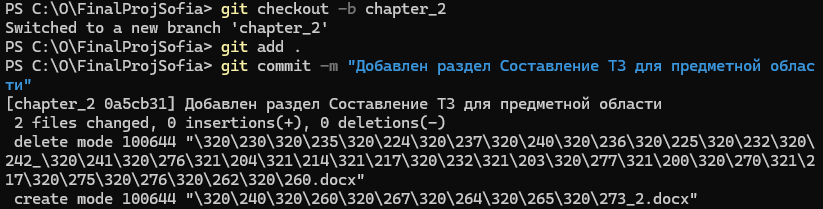 PS C:\O\FinalProjSofia> git checkout -b chapter_2
Switched to a new branch 'chapter_2'
PS C:\O\FinalProjSofia> git add .
PS C:\O\FinalProjSofia> git commit -m "Добавлен раздел Составление ТЗ для предметной облас
ти"
[chapter_2 0a5cb31] Добавлен раздел Составление ТЗ для предметной области
 2 files changed, 0 insertions(+), 0 deletions(-)
 delete mode 100644 "\320\230\320\235\320\224\320\237\320\240\320\236\320\225\320\232\320\
242_\320\241\320\276\321\204\321\214\321\217\320\232\321\203\320\277\321\200\320\270\321\2
17\320\275\320\276\320\262\320\260.docx"
 create mode 100644 "\320\240\320\260\320\267\320\264\320\265\320\273_2.docx"